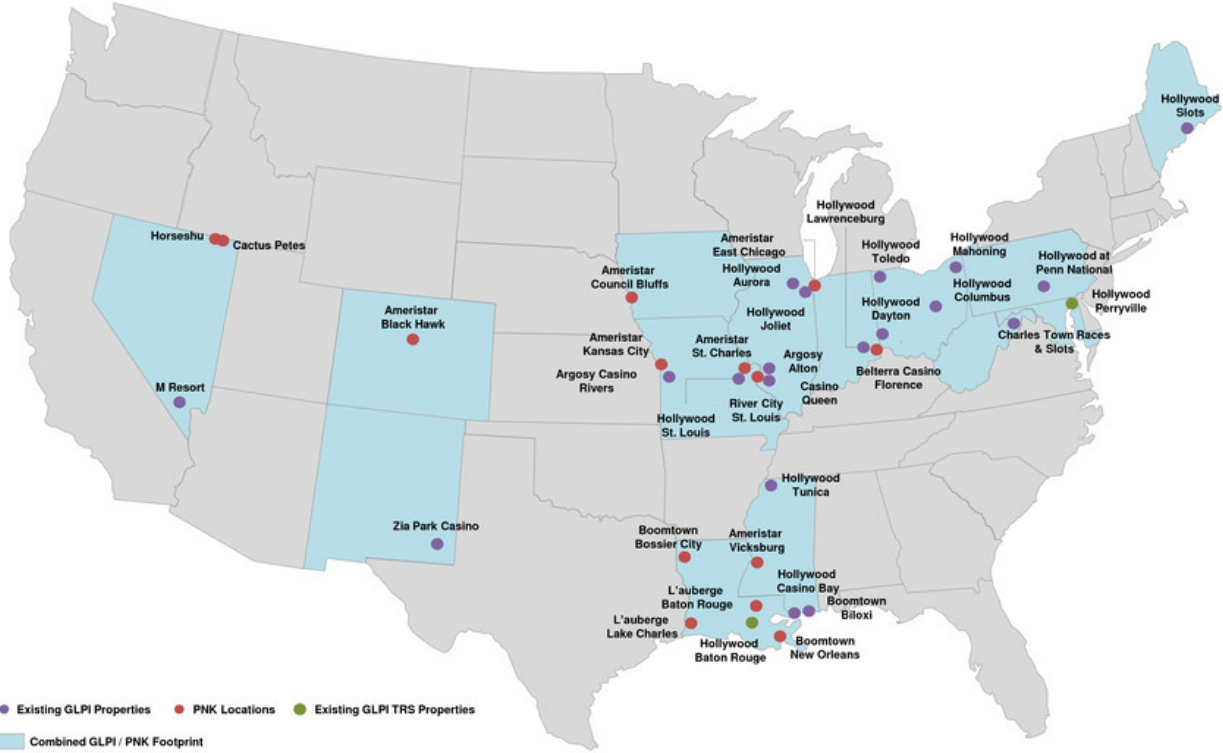 Hollywood
Slots
Hollywood
Lawrenceburg
Horseshu
Cactus Petes
Ameristar
East Chicago
Hollywood
Toledo
Hollywood
Mahoning
Hollywood at
Penn National
Ameristar
Council Bluffs
Hollywood
Aurora
Hollywood
Columbus
Hollywood
Perryville
Ameristar
Black Hawk
Hollywood
Joliet
Hollywood
Dayton
Charles Town Races
& Slots
Ameristar
Kansas City
Ameristar
St. Charles
Argosy
Alton
Argosy Casino
Rivers
Belterra Casino
Florence
M Resort
Casino
Queen
River City
St. Louis
Hollywood
St. Louis
Hollywood
Tunica
Zia Park Casino
Boomtown
Bossier City
Ameristar
Vicksburg
Hollywood
Casino Bay
L'auberge
Baton Rouge
Boomtown
Biloxi
L'auberge
Lake Charles
Hollywood
Baton Rouge
Boomtown
New Orleans
Existing GLPI Properties
PNK Locations
Existing GLPI TRS Properties
Combined GLPI / PNK Footprint